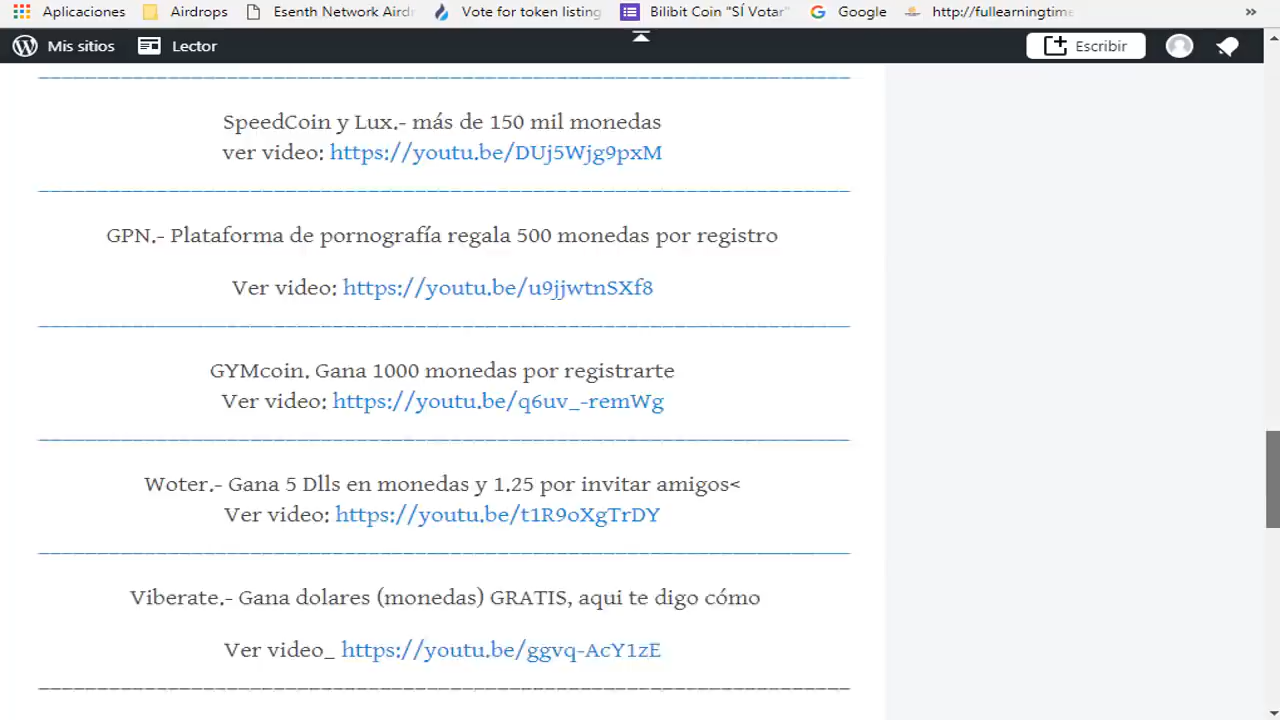 Aplicaciones Airdrops Esenth Network Airdr Vote for token listing Bilibit Coin "SÍ Votar" Google http://fullearningtime »
Mis sitios Lector Escribir
SpeedCoin y Lux.- más de 150 mil monedas
ver video: https://youtu.be/DUj5Wjg9pxM
GPN.- Plataforma de pornografía regala 500 monedas por registro
Ver video: https://youtu.be/u9jjwtnSXf8
GYMcoin. Gana 1000 monedas por registrarte
Ver video: https://youtu.be/q6uv_-remWg
Woter.- Gana 5 Dlls en monedas y 1.25 por invitar amigos<
Ver video: https://youtu.be/t1R9oXgTrDY
Viberate.- Gana dolares (monedas) GRATIS, aqui te digo cómo
Ver video_ https://youtu.be/ggvq-AcY1zE